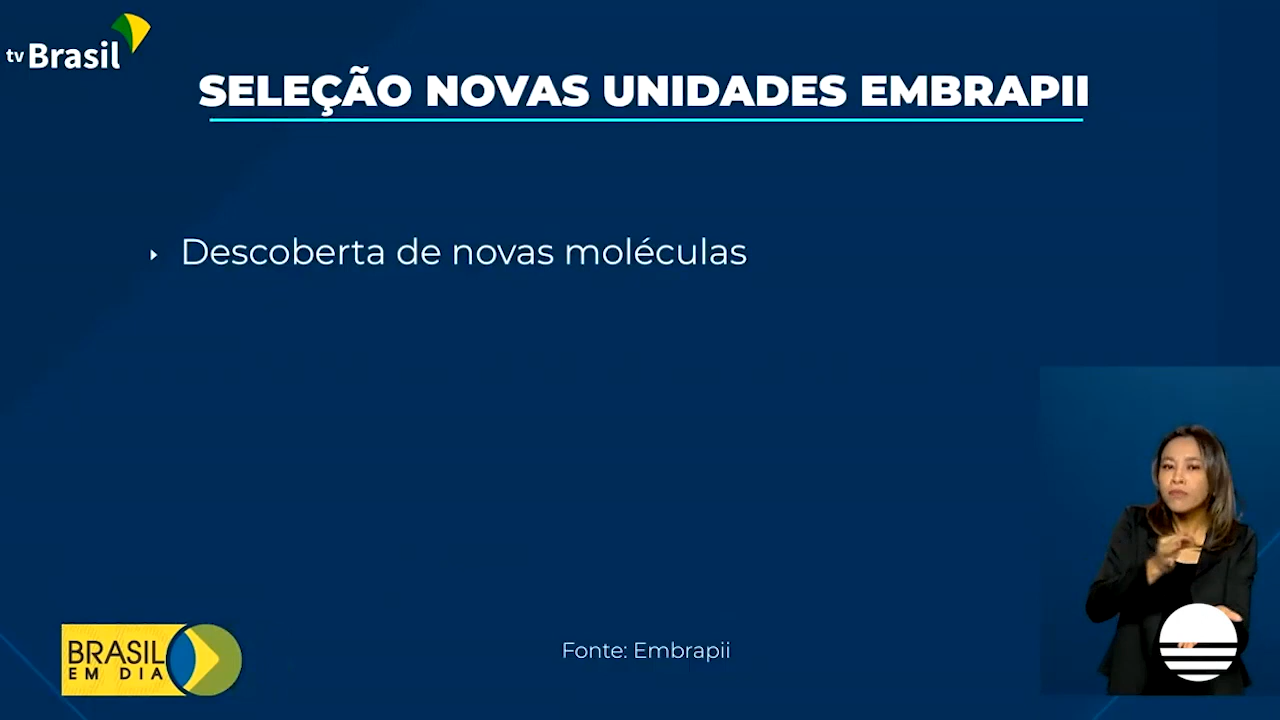 tv Brasil
SELEÇÃO NOVAS UNIDADES EMBRAPII
Descoberta de novas moléculas
BRASIL
EM DIA
Fonte: Embrapii